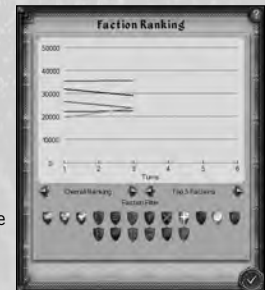 ?
Faction Ranking
50000
40000
30000
20000
10000
0
1 2 3 4 5 6
Turns
Overall Ranking Top 5 Factions
Faction Filter
e